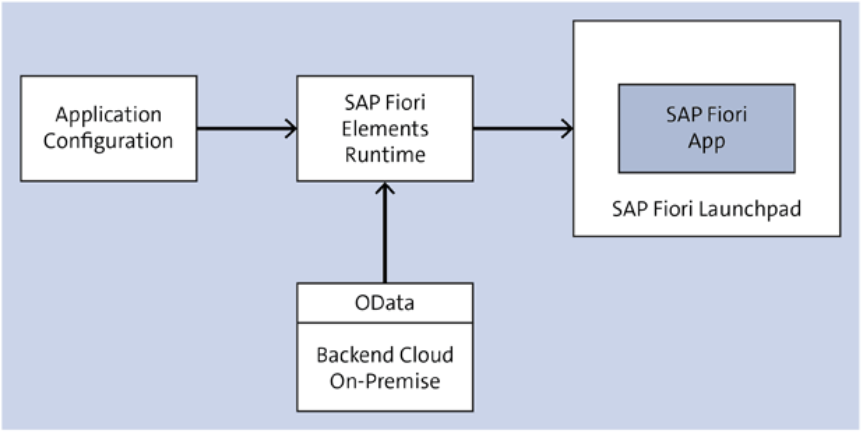 Application
Configuration
SAP Fiori
Elements
Runtime
SAP Fiori
App
SAP Fiori Launchpad
OData
Backend Cloud
On-Premise